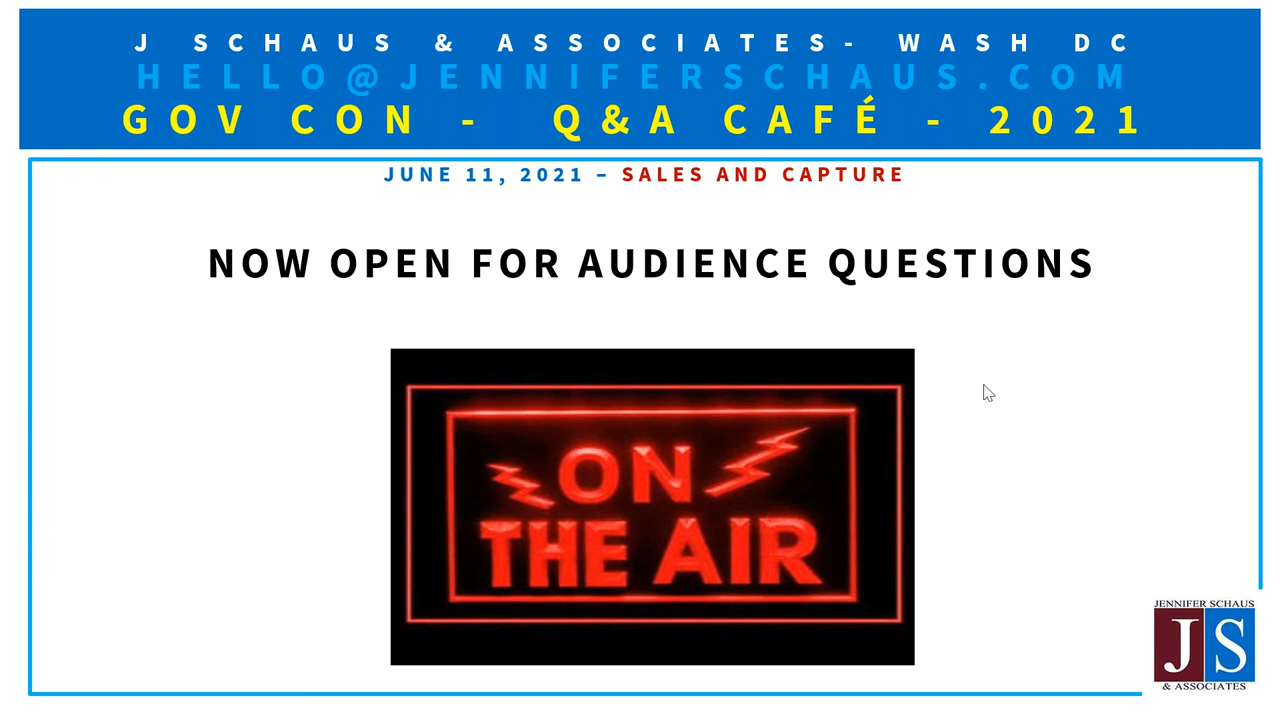 J SCHAUS & ASSOCIATES- WASH DC
HELLO@JENNIFERSCHAUS.COM
GOV CON - Q&A CAFÉ - 2021
JUNE 11, 2021 – SALES AND CAPTURE
NOW OPEN FOR AUDIENCE QUESTIONS
ON
THE AIR
JENNIFER SCHAUS
JS
& ASSOCIATES